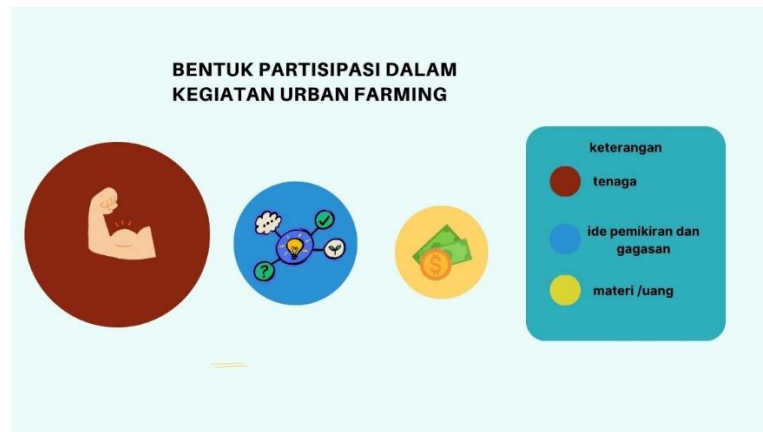 BENTUK PARTISIPASI DALAM
KEGIATAN URBAN FARMING
keterangan
tenaga
ide pemikiran dan
gagasan
materi /uang